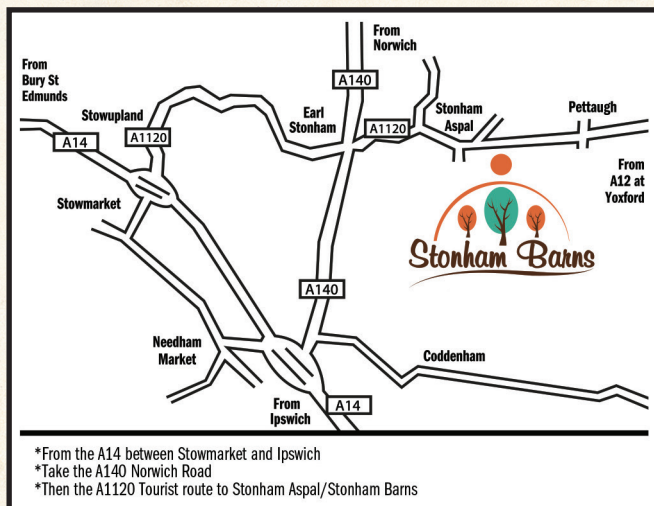 From
Norwich
From
Bury St
Edmunds
A140
Stowupland
Earl
Stonham
Stonham
Aspal
Pettaugh
A14
A1120
A1120
From
A12 at
Yoxford
Stowmarket
Stonham Barns
A140
Needham
Market
Coddenham
From
Ipswich
A14
*From the A14 between Stowmarket and Ipswich
*Take the A140 Norwich Road
*Then the A1120 Tourist route to Stonham Aspal/Stonham Barns